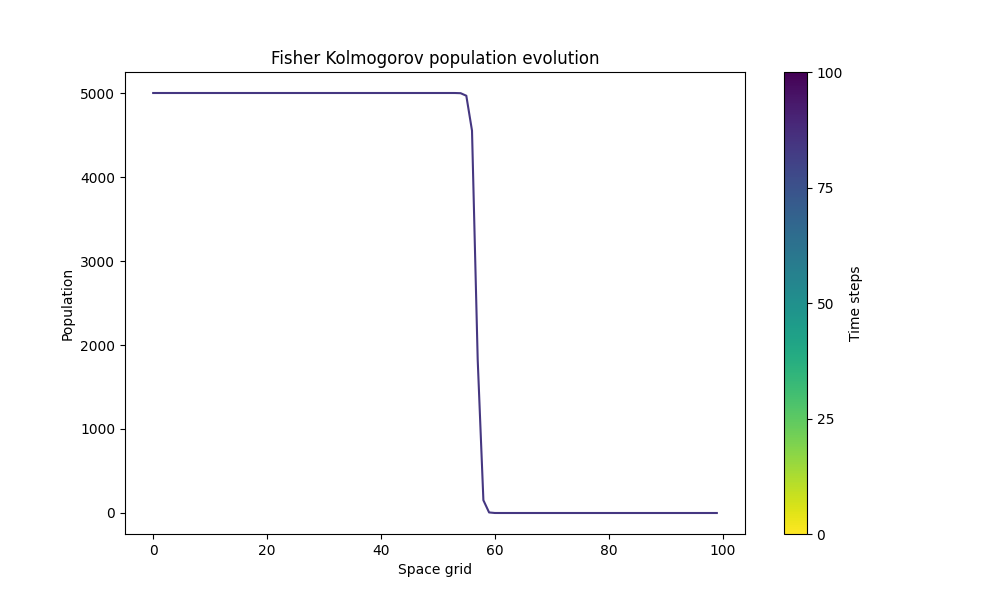 Fisher Kolmogorov population evolution
Population
5000
4000
3000
2000
1000
0
0 20 40 60 80 100
Space grid
100
75
50
25
0
Time steps